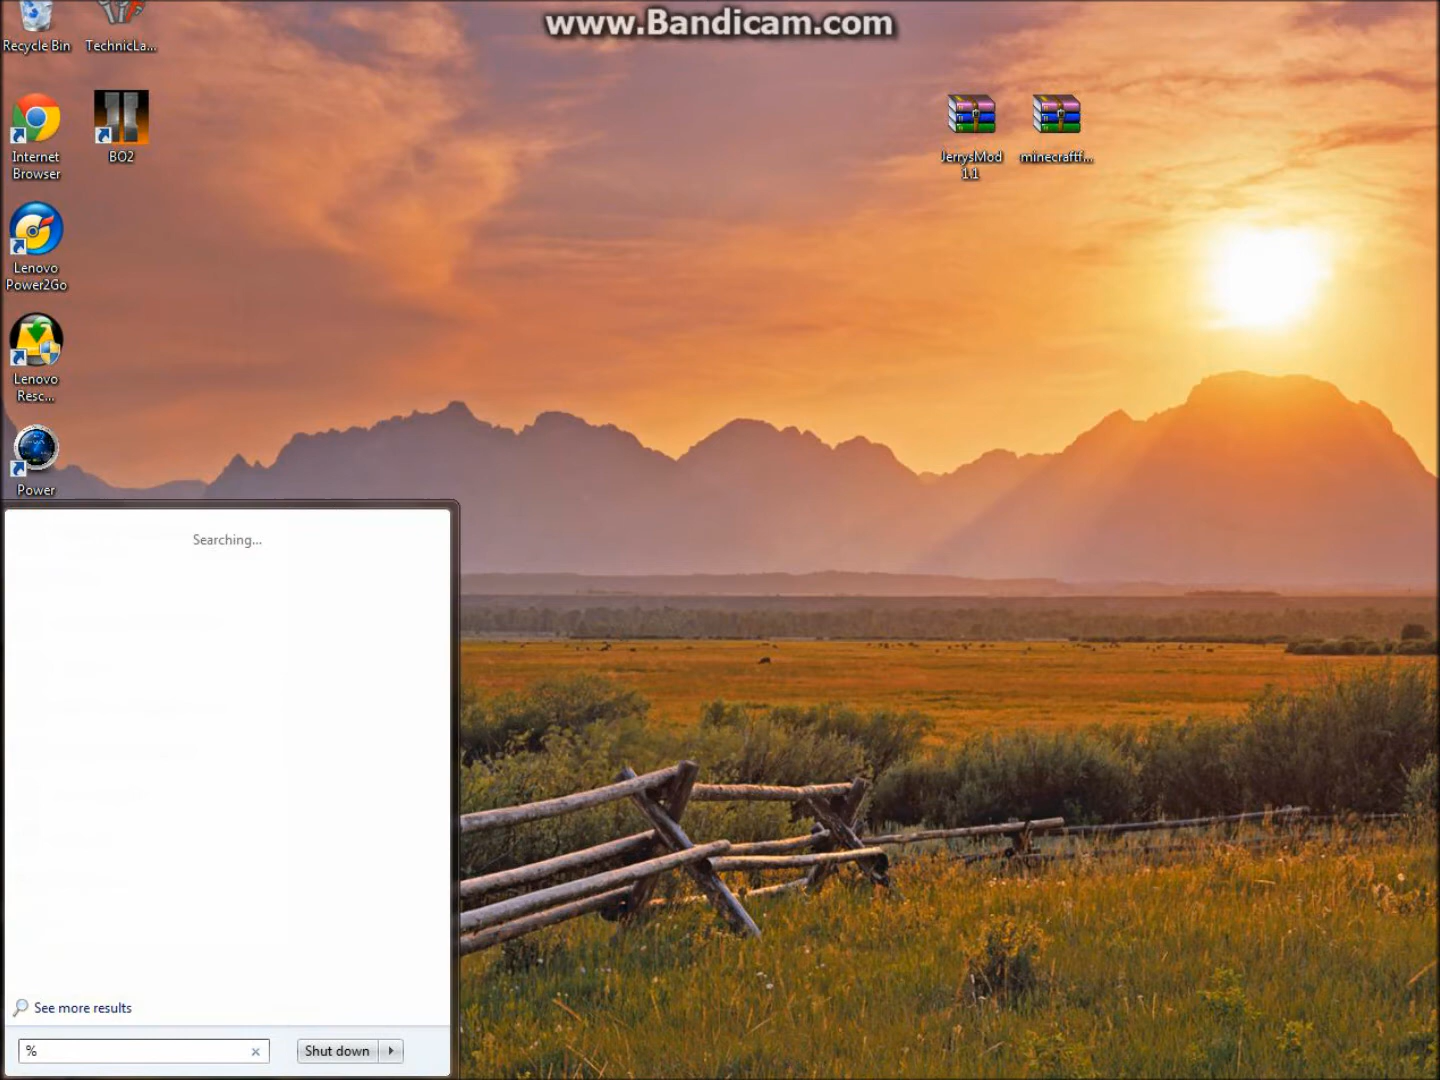 www.Bandicam.com
Recycle Bin
TechnicLa...
Internet
Browser
BO2
JerrysMod
1.1
minecraftf...
Lenovo
Power2Go
Lenovo
Resc...
Power
Searching...
See more results
%
Shut down